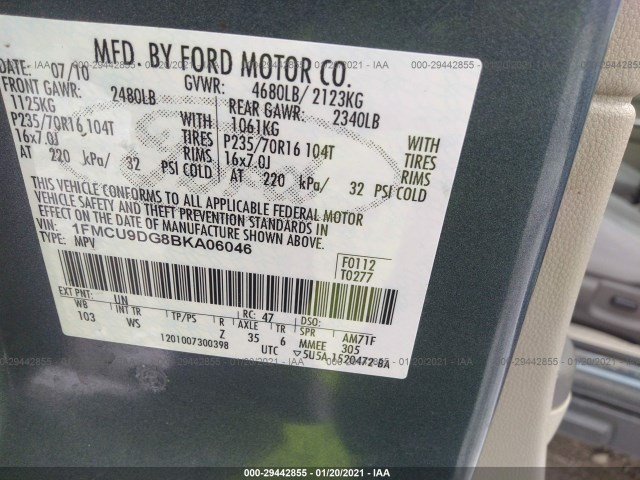 000-29442855 - 01/20/2021 - IAA
MFD. BY FORD MOTOR CO.
DATE: 07/10 GVWR: 4680LB/ 2123KG
FRONT GAWR: 2480LB REAR GAWR: 2340LB
1125KG WITH 1061KG WITH
P235/70R16 104T TIRES P235/70R16 104T TIRES
16x7.0J RIMS 16x7.0J RIMS
AT 220 kPa/ 32 PSI COLD AT 220 kPa/ 32 PSI COLD
THIS VEHICLE CONFORMS TO ALL APPLICABLE FEDERAL MOTOR
VEHICLE SAFETY AND THEFT PREVENTION STANDARDS IN
EFFECT ON THE DATE OF MANUFACTURE SHOWN ABOVE.
VIN: 1FMCU9DG8BKA06046
MPV
F0112
T0277
EXT PNT: UN RC: 47 DSO:
WB INT TR TP/PS R AXLE TR SPR AM71F
103 WS Z 35 6 MMEE 305
1201007300398 UTC ▽5U5A-1520472-BA
000-29442855 - 01/20/2021 - IAA